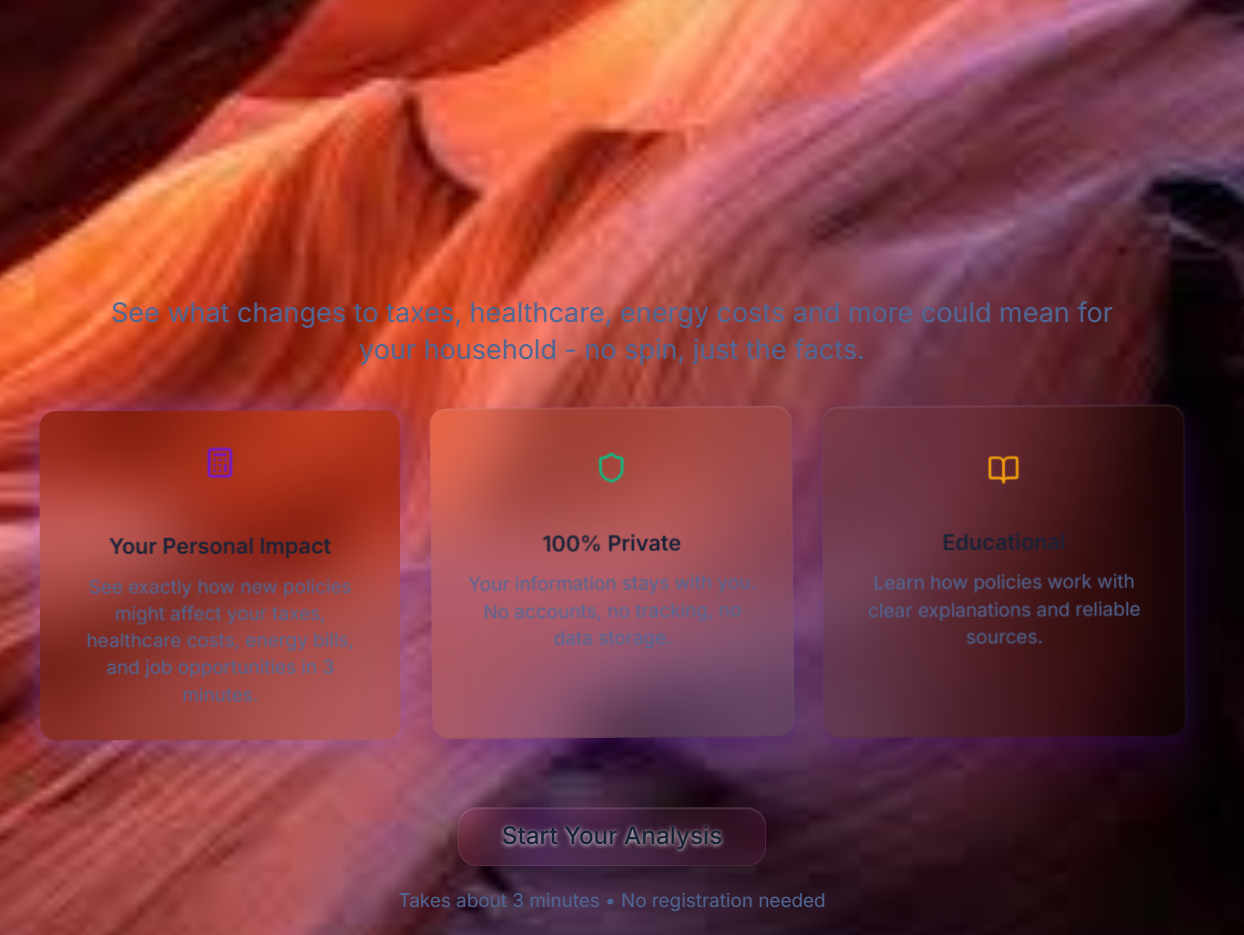 See what changes to taxes, healthcare, energy costs and more could mean for
your household - no spin, just the facts.
Your Personal Impact
See exactly how new policies
might affect your taxes,
healthcare costs, energy bills,
and job opportunities in 3
minutes.
100% Private
Your information stays with you.
No accounts, no tracking, no
data storage.
Educational
Learn how policies work with
clear explanations and reliable
sources.
Start Your Analysis
Takes about 3 minutes • No registration needed